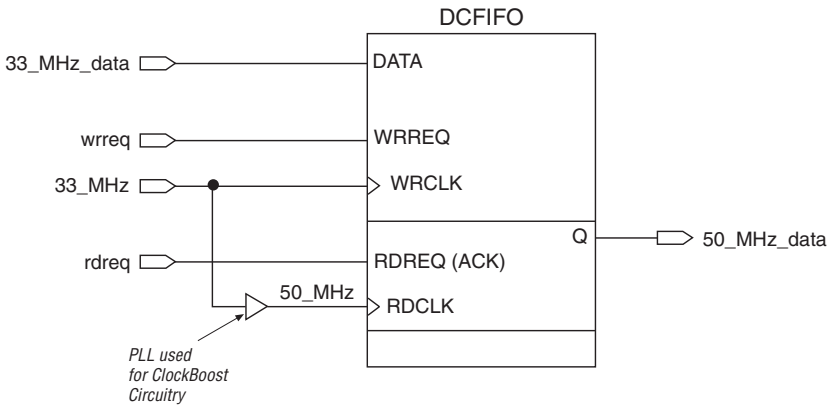 DCFIFO
33_MHz_data
DATA
wrreq
WRREQ
33_MHz
WRCLK
Q
50_MHz_data
rdreq
RDREQ (ACK)
50_MHz
RDCLK
PLL used
for ClockBoost
Circuitry